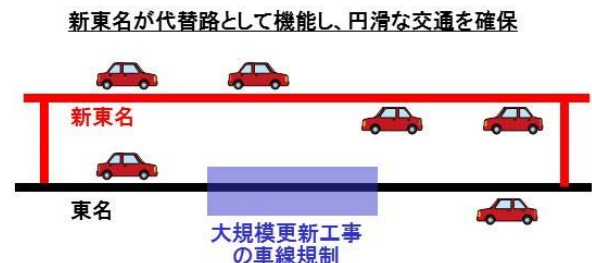 新東名が代替路として機能し、円滑な交通を確保
新東名
東名
大規模更新工事
の車線規制